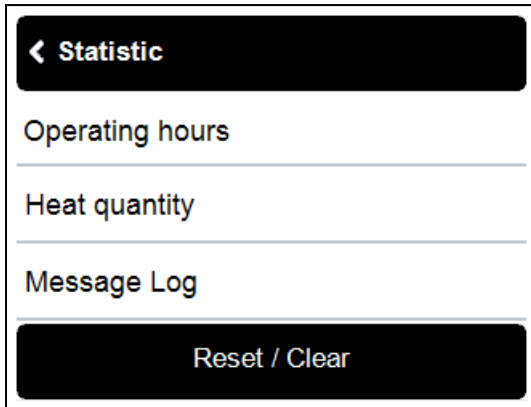 Statistic
Operating hours
Heat quantity
Message Log
Reset / Clear